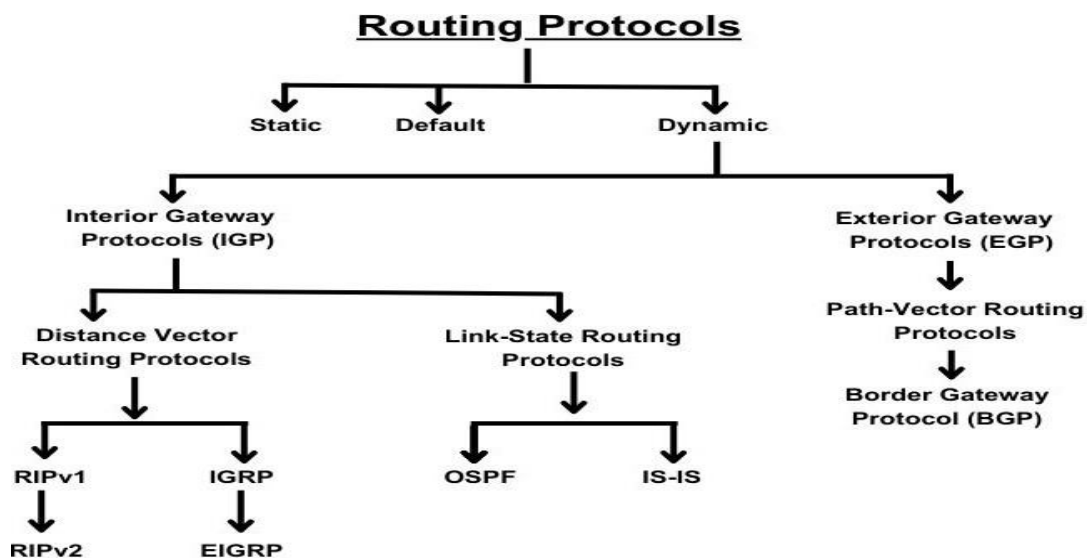 Routing Protocols
Static
Default
Dynamic
Interior Gateway
Protocols (IGP)
Exterior Gateway
Protocols (EGP)
Distance Vector
Routing Protocols
Link-State Routing
Protocols
Path-Vector Routing
Protocols
Border Gateway
Protocol (BGP)
RIPv1
IGRP
OSPF
IS-IS
RIPv2
EIGRP